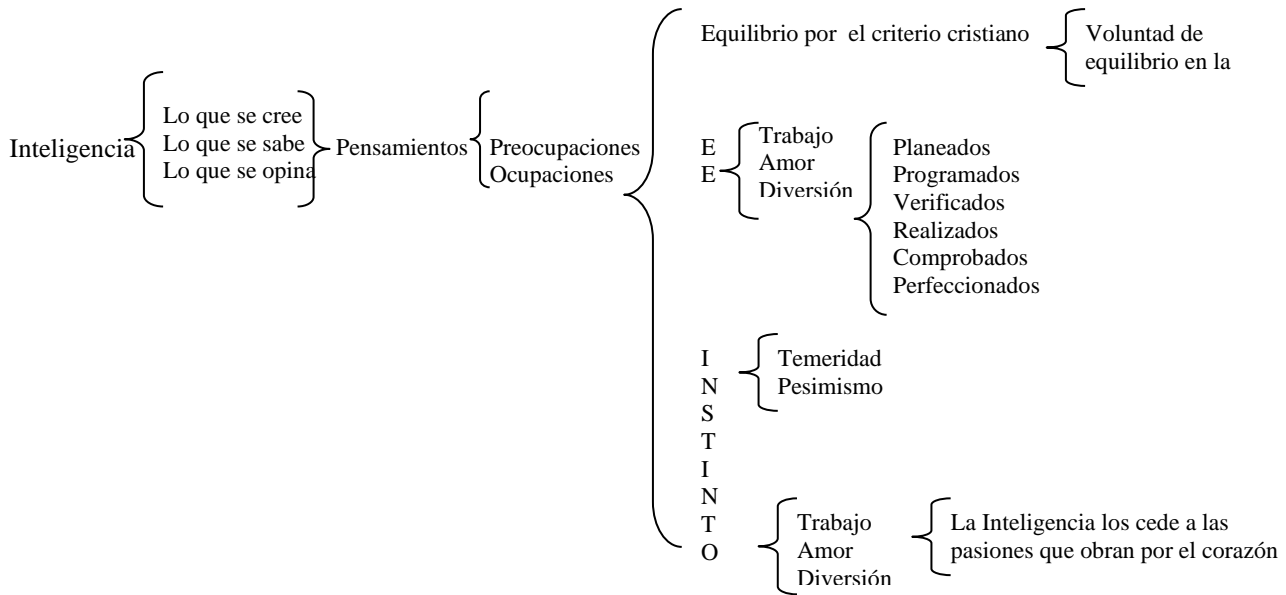 Inteligencia
Lo que se cree
Lo que se sabe
Lo que se opina
Pensamientos
Preocupaciones
Ocupaciones
Equilibrio por el criterio cristiano
Voluntad de
equilibrio en la
E
E
Trabajo
Amor
Diversión
Planeados
Programados
Verificados
Realizados
Comprobados
Perfeccionados
I
N
S
T
I
N
T
O
Temeridad
Pesimismo
Trabajo
Amor
Diversión
La Inteligencia los cede a las
pasiones que obran por el corazón